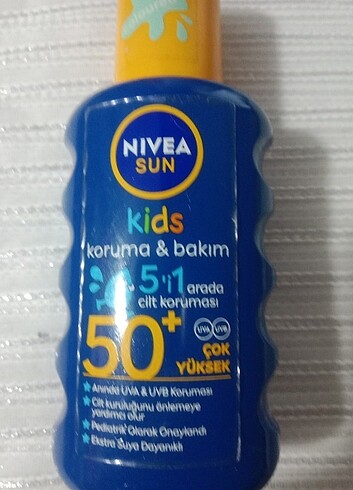 coloured
NIVEA
SUN
kids
koruma & bakım
5'i1 arada
cilt koruması
50+
UVA UVB
ÇOK
YÜKSEK
Anında UVA & UVB Koruması
Cilt kuruluğunu önlemeye
yardımcı olur
Pediatrik Olarak Onaylandı
Ekstra Suya Dayanıklı